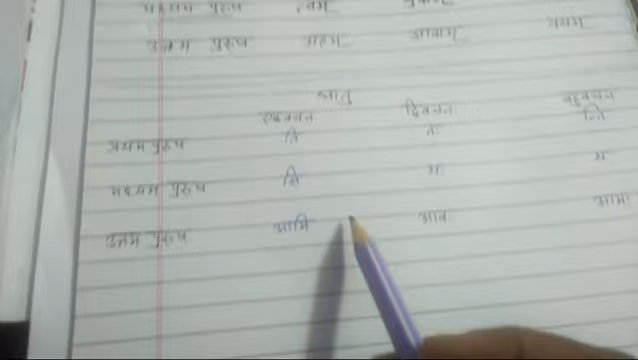 मध्यम पुरुष त्वम् युवाम्
उत्तम पुरुष अहम् आवाम् वयम्
धातु
एकवचन द्विवचन बहुवचन
प्रथम पुरुष ति तः न्ति
मध्यम पुरुष सि थः थ
उत्तम पुरुष आमि आवः आमः